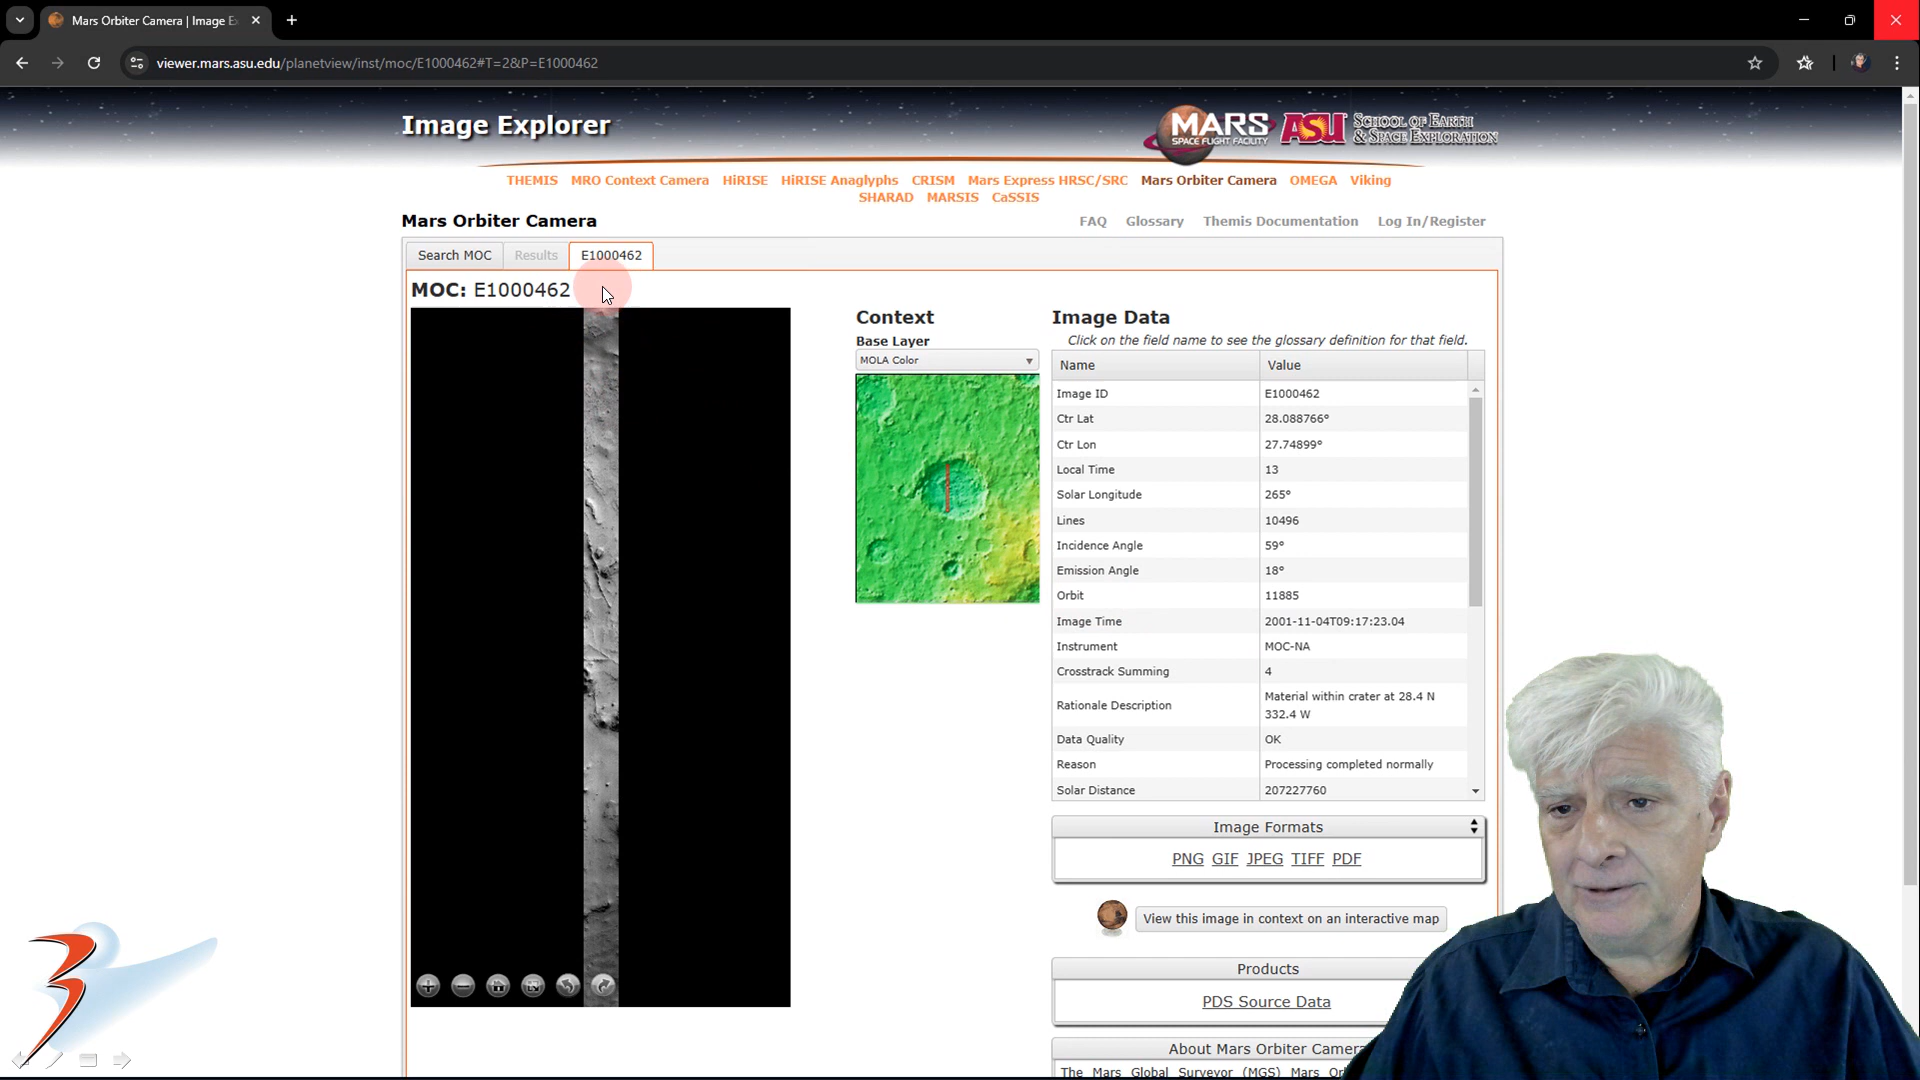 Mars Orbiter Camera | Image E
viewer.mars.asu.edu/planetview/inst/moc/E1000462#T=2&P=E1000462
Image Explorer
MARS
SPACE FLIGHT FACILITY
ASU
SCHOOL OF EARTH
& SPACE EXPLORATION
THEMIS MRO Context Camera HiRISE HiRISE Anaglyphs CRISM Mars Express HRSC/SRC Mars Orbiter Camera OMEGA Viking
SHARAD MARSIS CaSSIS
Mars Orbiter Camera
FAQ Glossary Themis Documentation Log In/Register
Search MOC Results E1000462
MOC: E1000462
Context
Base Layer
MOLA Color
Image Data
Click on the field name to see the glossary definition for that field.
Name Value
Image ID E1000462
Ctr Lat 28.088766°
Ctr Lon 27.74899°
Local Time 13
Solar Longitude 265°
Lines 10496
Incidence Angle 59°
Emission Angle 18°
Orbit 11885
Image Time 2001-11-04T09:17:23.04
Instrument MOC-NA
Crosstrack Summing 4
Rationale Description Material within crater at 28.4 N
332.4 W
Data Quality OK
Reason Processing completed normally
Solar Distance 207227760
Image Formats
PNG GIF JPEG TIFF PDF
View this image in context on an interactive map
Products
PDS Source Data
About Mars Orbiter Camera
The Mars Global Surveyor (MGS) Mars